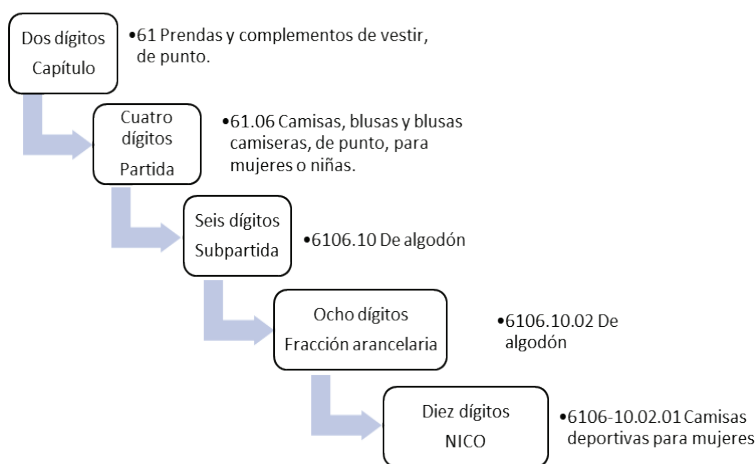 Dos dígitos
Capítulo
•61 Prendas y complementos de vestir,
de punto.
Cuatro
dígitos
Partida
•61.06 Camisas, blusas y blusas
camiseras, de punto, para
mujeres o niñas.
Seis dígitos
Subpartida
•6106.10 De algodón
Ocho dígitos
Fracción arancelaria
•6106.10.02 De
algodón
Diez dígitos
NICO
•6106-10.02.01 Camisas
deportivas para mujeres